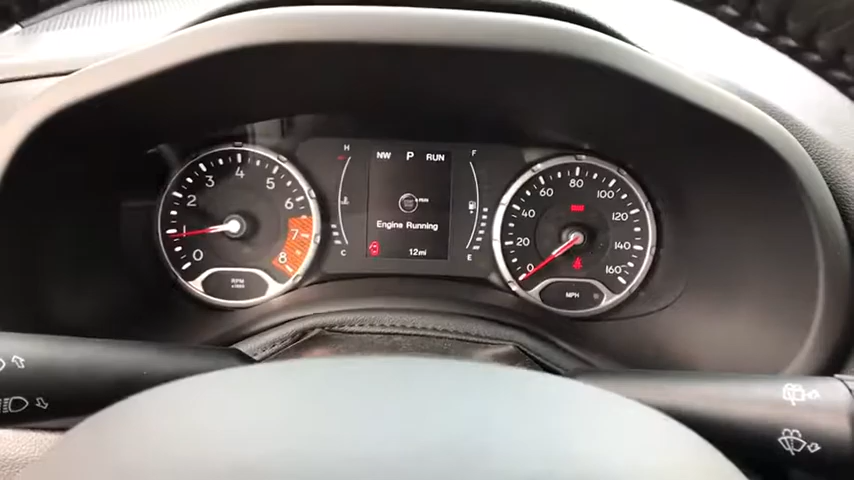 H NW P RUN F
RUN
Engine Running
12mi
C E
0 1 2 3 4 5 6 7 8
RPM
x1000
0 20 40 60 80 100 120 140 160
MPH